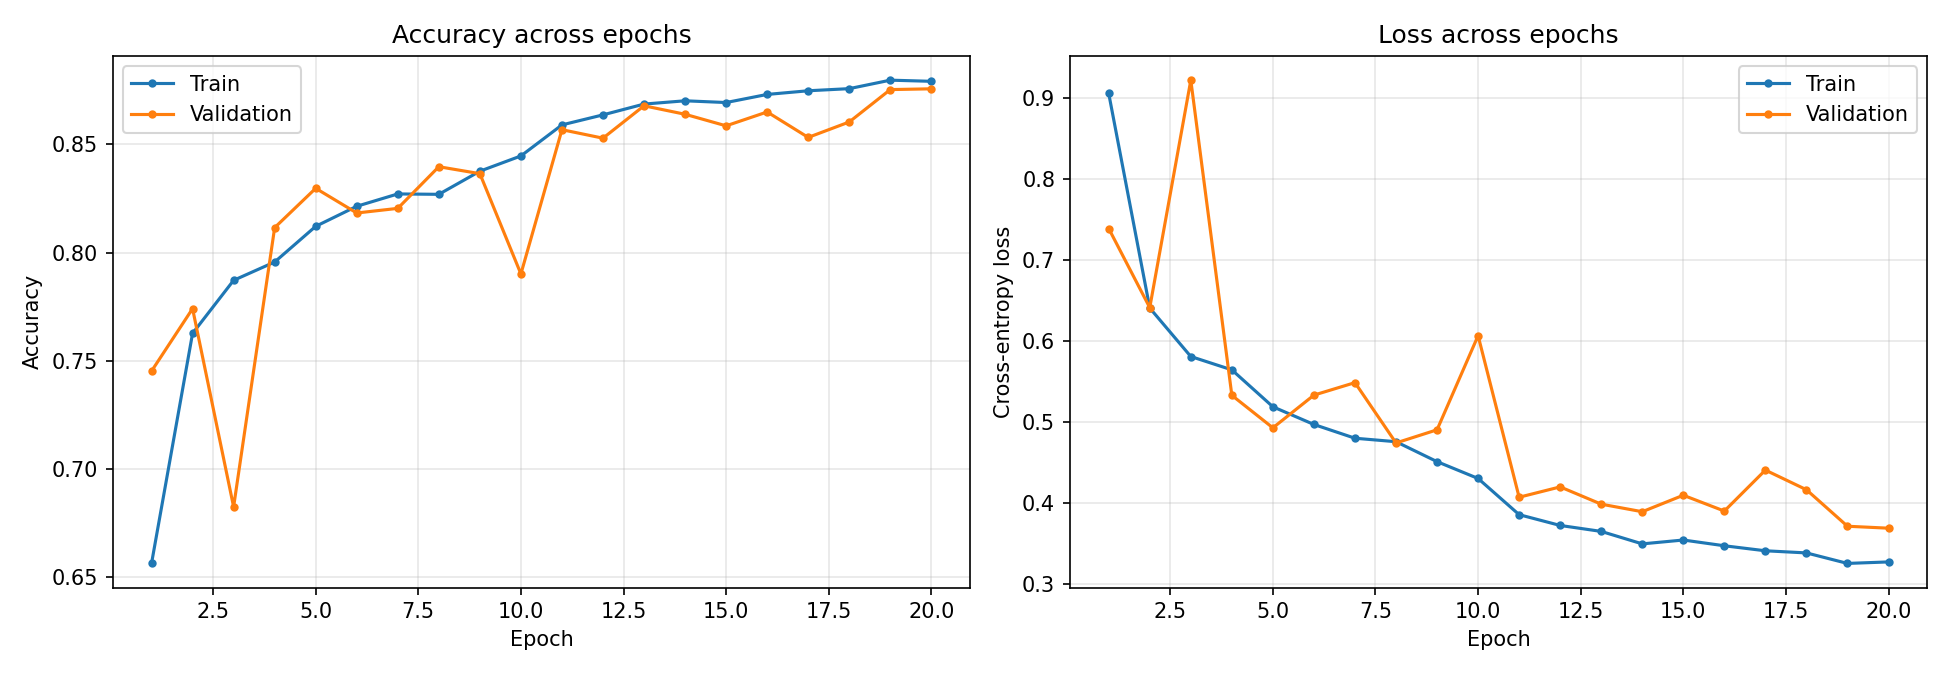 Accuracy across epochs
Train
Validation
Accuracy
0.85
0.80
0.75
0.70
0.65
2.5 5.0 7.5 10.0 12.5 15.0 17.5 20.0
Epoch
Loss across epochs
Train
Validation
Cross-entropy loss
0.9
0.8
0.7
0.6
0.5
0.4
0.3
2.5 5.0 7.5 10.0 12.5 15.0 17.5 20.0
Epoch